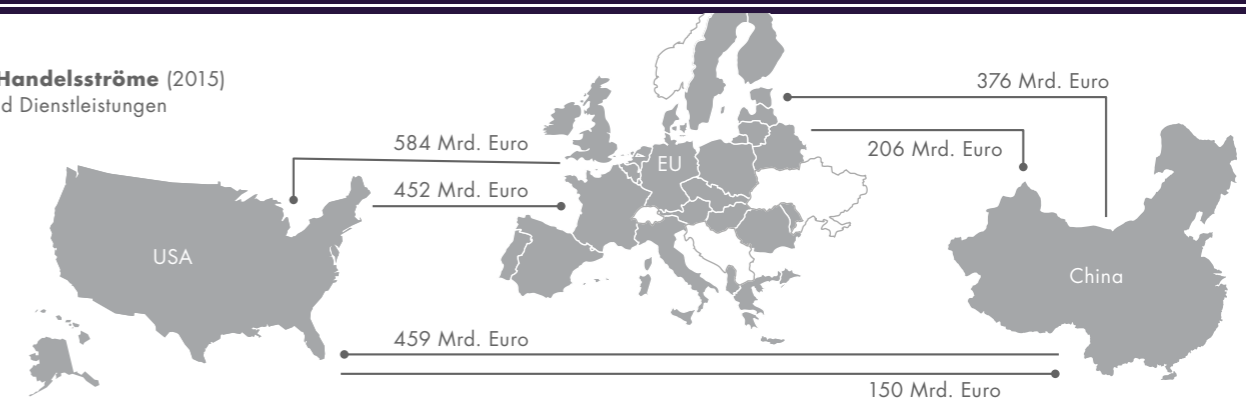 Handelsströme (2015)
d Dienstleistungen
376 Mrd. Euro
584 Mrd. Euro
206 Mrd. Euro
EU
452 Mrd. Euro
USA
China
459 Mrd. Euro
150 Mrd. Euro